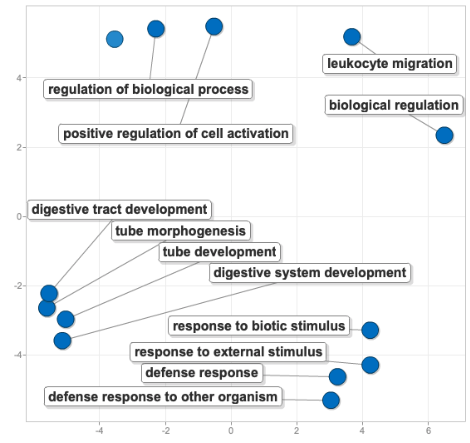 leukocyte migration
4
regulation of biological process
biological regulation
positive regulation of cell activation
2
digestive tract development
0
tube morphogenesis
tube development
digestive system development
-2
response to biotic stimulus
response to external stimulus
-4
defense response
defense response to other organism
-4 -2 0 2 4 6